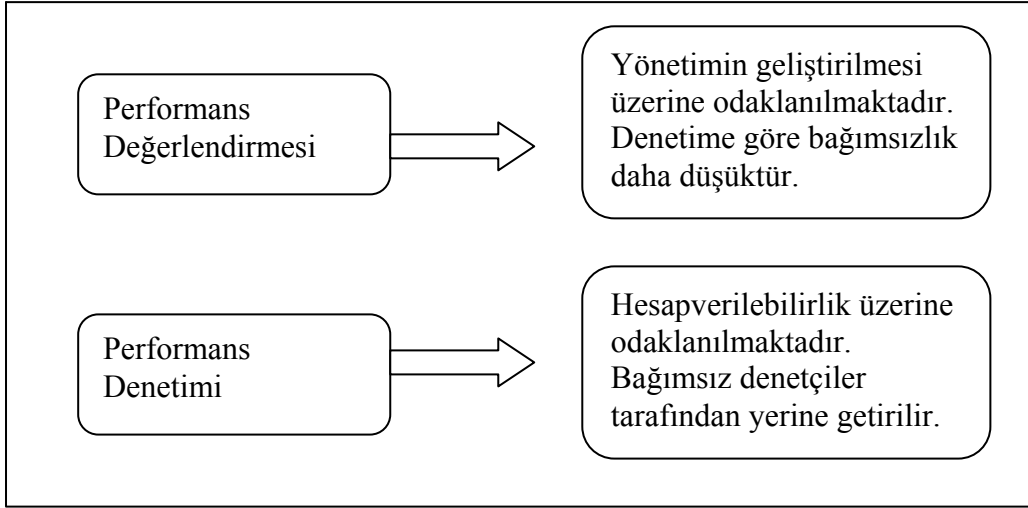 Performans
Değerlendirmesi
Yönetimin geliştirilmesi
üzerine odaklanılmaktadır.
Denetime göre bağımsızlık
daha düşüktür.
Performans
Denetimi
Hesapverilebilirlik üzerine
odaklanılmaktadır.
Bağımsız denetçiler
tarafından yerine getirilir.